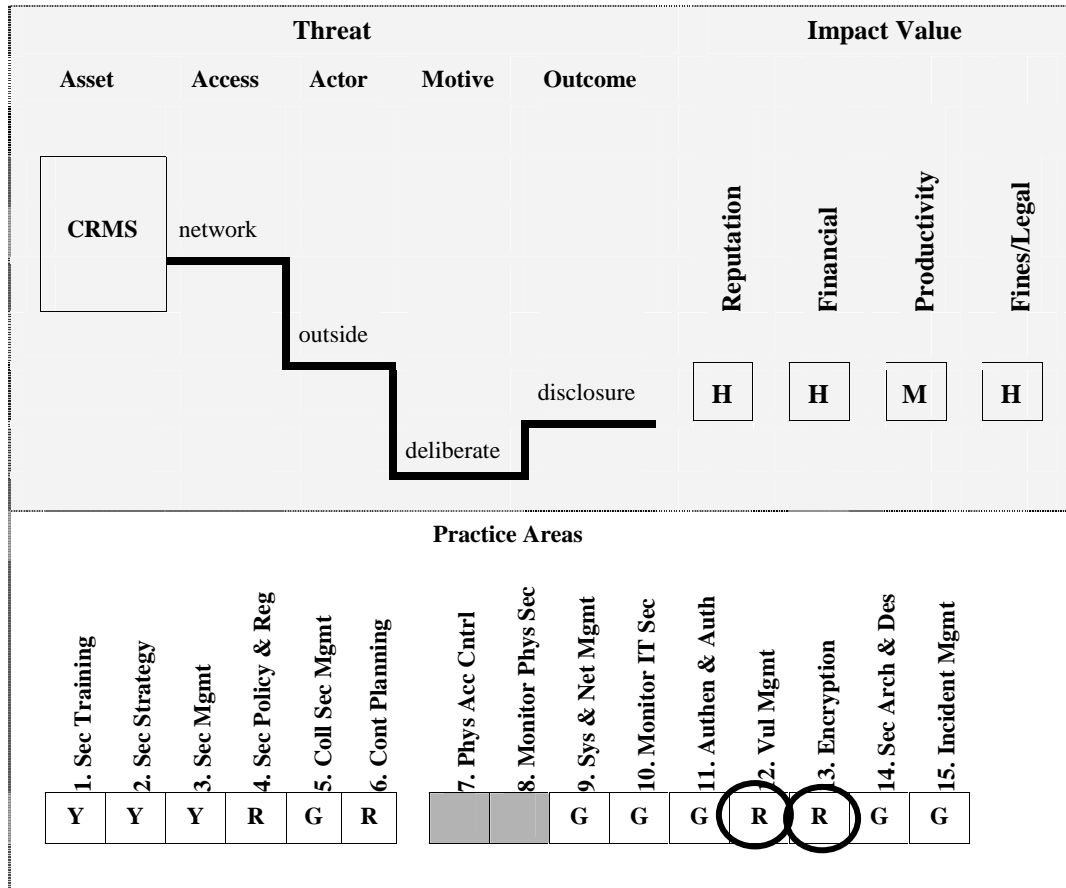 Threat
Impact Value
Asset Access Actor Motive Outcome
CRMS
network
outside
deliberate
disclosure
Reputation
Financial
Productivity
Fines/Legal
H H M H
Practice Areas
1. Sec Training
2. Sec Strategy
3. Sec Mgmt
4. Sec Policy & Reg
5. Coll Sec Mgmt
6. Cont Planning
7. Phys Acc Cntrl
8. Monitor Phys Sec
9. Sys & Net Mgmt
10. Monitor IT Sec
11. Authen & Auth
12. Vul Mgmt
13. Encryption
14. Sec Arch & Des
15. Incident Mgmt
Y Y Y R G R G G G R R G G